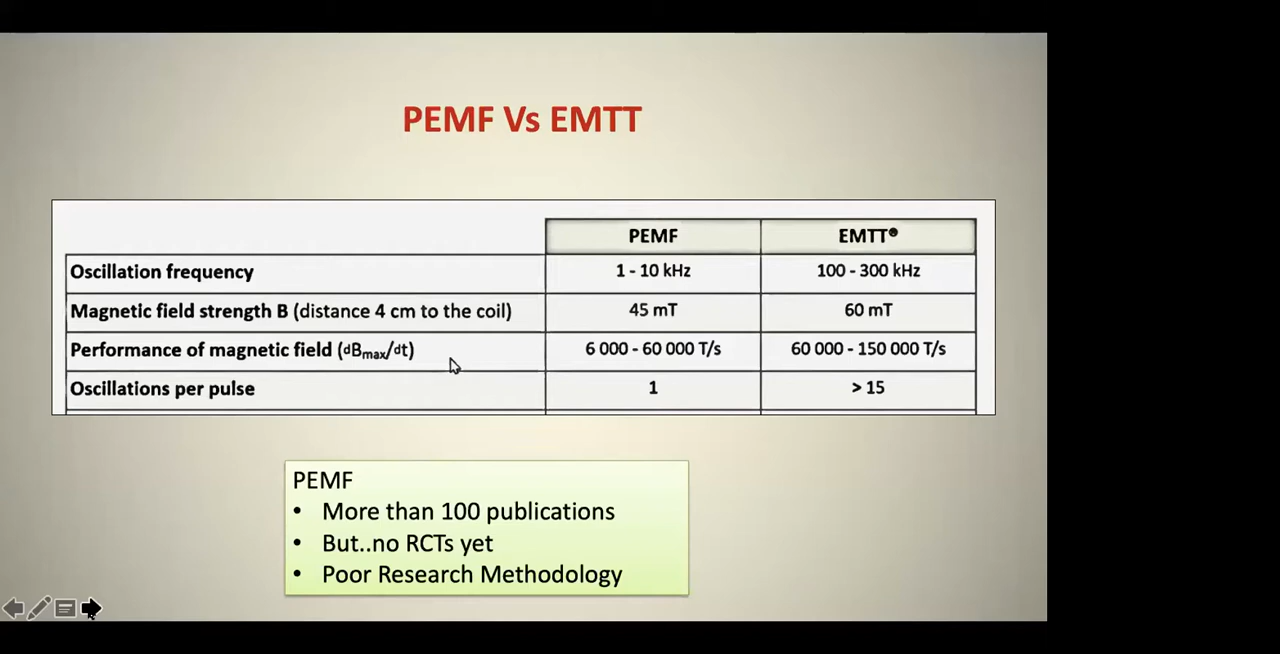 PEMF Vs EMTT
PEMF EMTT®
Oscillation frequency 1 - 10 kHz 100 - 300 kHz
Magnetic field strength B (distance 4 cm to the coil) 45 mT 60 mT
Performance of magnetic field (dBmax/dt) 6 000 - 60 000 T/s 60 000 - 150 000 T/s
Oscillations per pulse 1 > 15
PEMF
• More than 100 publications
• But..no RCTs yet
• Poor Research Methodology